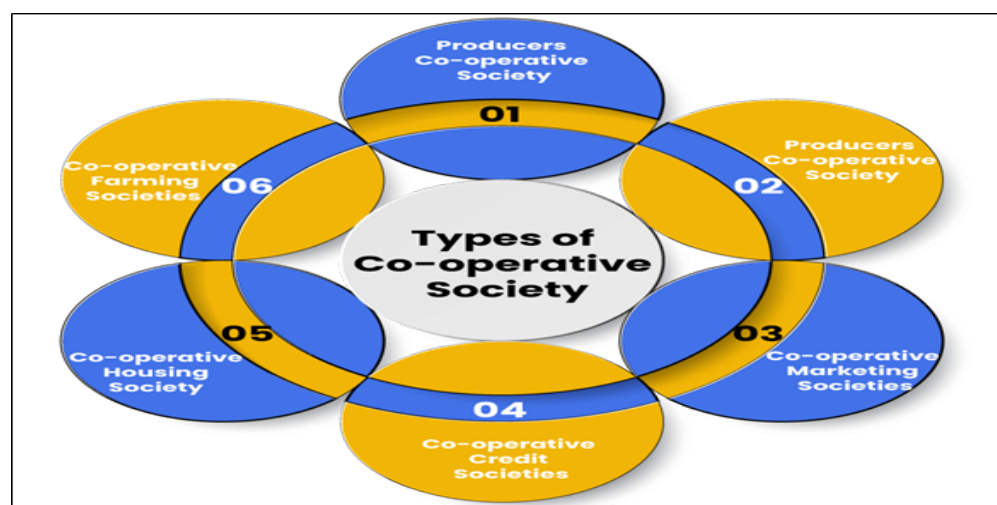 Producers
Co-operative
Society
01
Producers
Co-operative
Society
02
Co-operative
Marketing
Societies
03
Co-operative
Credit
Societies
04
Co-operative
Housing
Society
05
Co-operative
Farming
Societies
06
Types of
Co-operative
Society